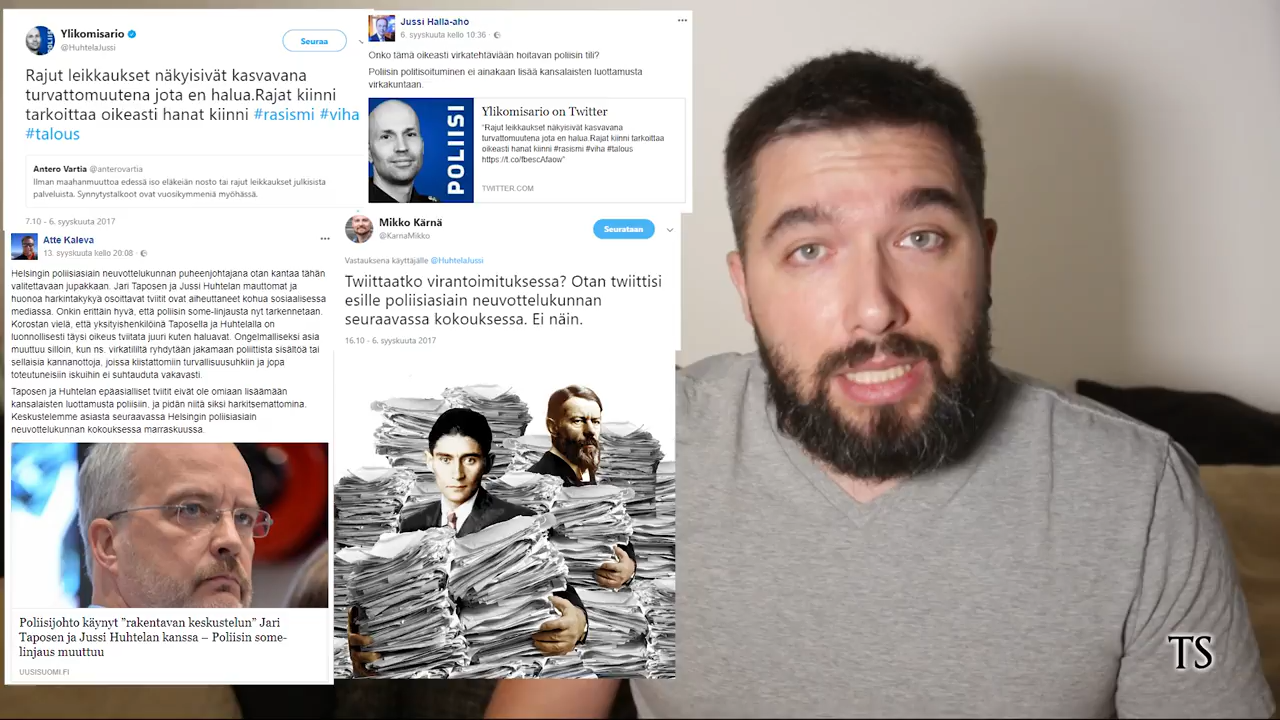 Ylikomisario
@HuhtelaJussi
Seuraa
Rajut leikkaukset näkyisivät kasvavana
turvattomuutena jota en halua.Rajat kiinni
tarkoittaa oikeasti hanat kiinni #rasismi #viha
#talous
Antero Vartia @anterovartia
Ilman maahanmuuttoa edessä iso eläkeiän nosto tai rajut leikkaukset julkisista
palveluista. Synnytystalkoot ovat vuosikymmeniä myöhässä.
7.10 - 6. syyskuuta 2017
Jussi Halla-aho
6. syyskuuta kello 10:36 ·
Onko tämä oikeasti virkatehtäviään hoitavan poliisin tili?
Poliisin politisoituminen ei ainakaan lisää kansalaisten luottamusta
virkakuntaan.
POLIISI
Ylikomisario on Twitter
"Rajut leikkaukset näkyisivät kasvavana
turvattomuutena jota en halua.Rajat kiinni tarkoittaa
oikeasti hanat kiinni #rasismi #viha #talous
https://t.co/fbescAfaow"
TWITTER.COM
Atte Kaleva
13. syyskuuta kello 20:08 ·
Helsingin poliisiasiain neuvottelukunnan puheenjohtajana otan kantaa tähän
valitettavaan jupakkaan. Jari Taposen ja Jussi Huhtelan mauttomat ja
huonoa harkintakykyä osoittavat tviitit ovat aiheuttaneet kohua sosiaalisessa
mediassa. Onkin erittäin hyvä, että poliisin some-linjausta nyt tarkennetaan.
Korostan vielä, että yksityishenkilöinä Taposella ja Huhtelalla on
luonnollisesti täysi oikeus tviitata juuri kuten haluavat. Ongelmalliseksi asia
muuttuu silloin, kun ns. virkatililtä ryhdytään jakamaan poliittista sisältöä tai
sellaisia kannanottoja, joissa kiistattomiin turvallisuusuhkiin ja jopa
toteutuneisiin iskuihin ei suhtauduta vakavasti.
Taposen ja Huhtelan epäasialliset tviitit eivät ole omiaan lisäämään
kansalaisten luottamusta poliisiin, ja pidän niitä siksi harkitsemattomina.
Keskustelemme asiasta seuraavassa Helsingin poliisiasiain
neuvottelukunnan kokouksessa marraskuussa.
Poliisijohto käynyt ”rakentavan keskustelun” Jari
Taposen ja Jussi Huhtelan kanssa – Poliisin some-
linjaus muuttuu
UUSISUOMI.FI
Mikko Kärnä
@KarnaMikko
Seurataan
Vastauksena käyttäjälle @HuhtelaJussi
Twiittaatko virantoimituksessa? Otan twiittisi
esille poliisiasiain neuvottelukunnan
seuraavassa kokouksessa. Ei näin.
16.10 - 6. syyskuuta 2017
TS